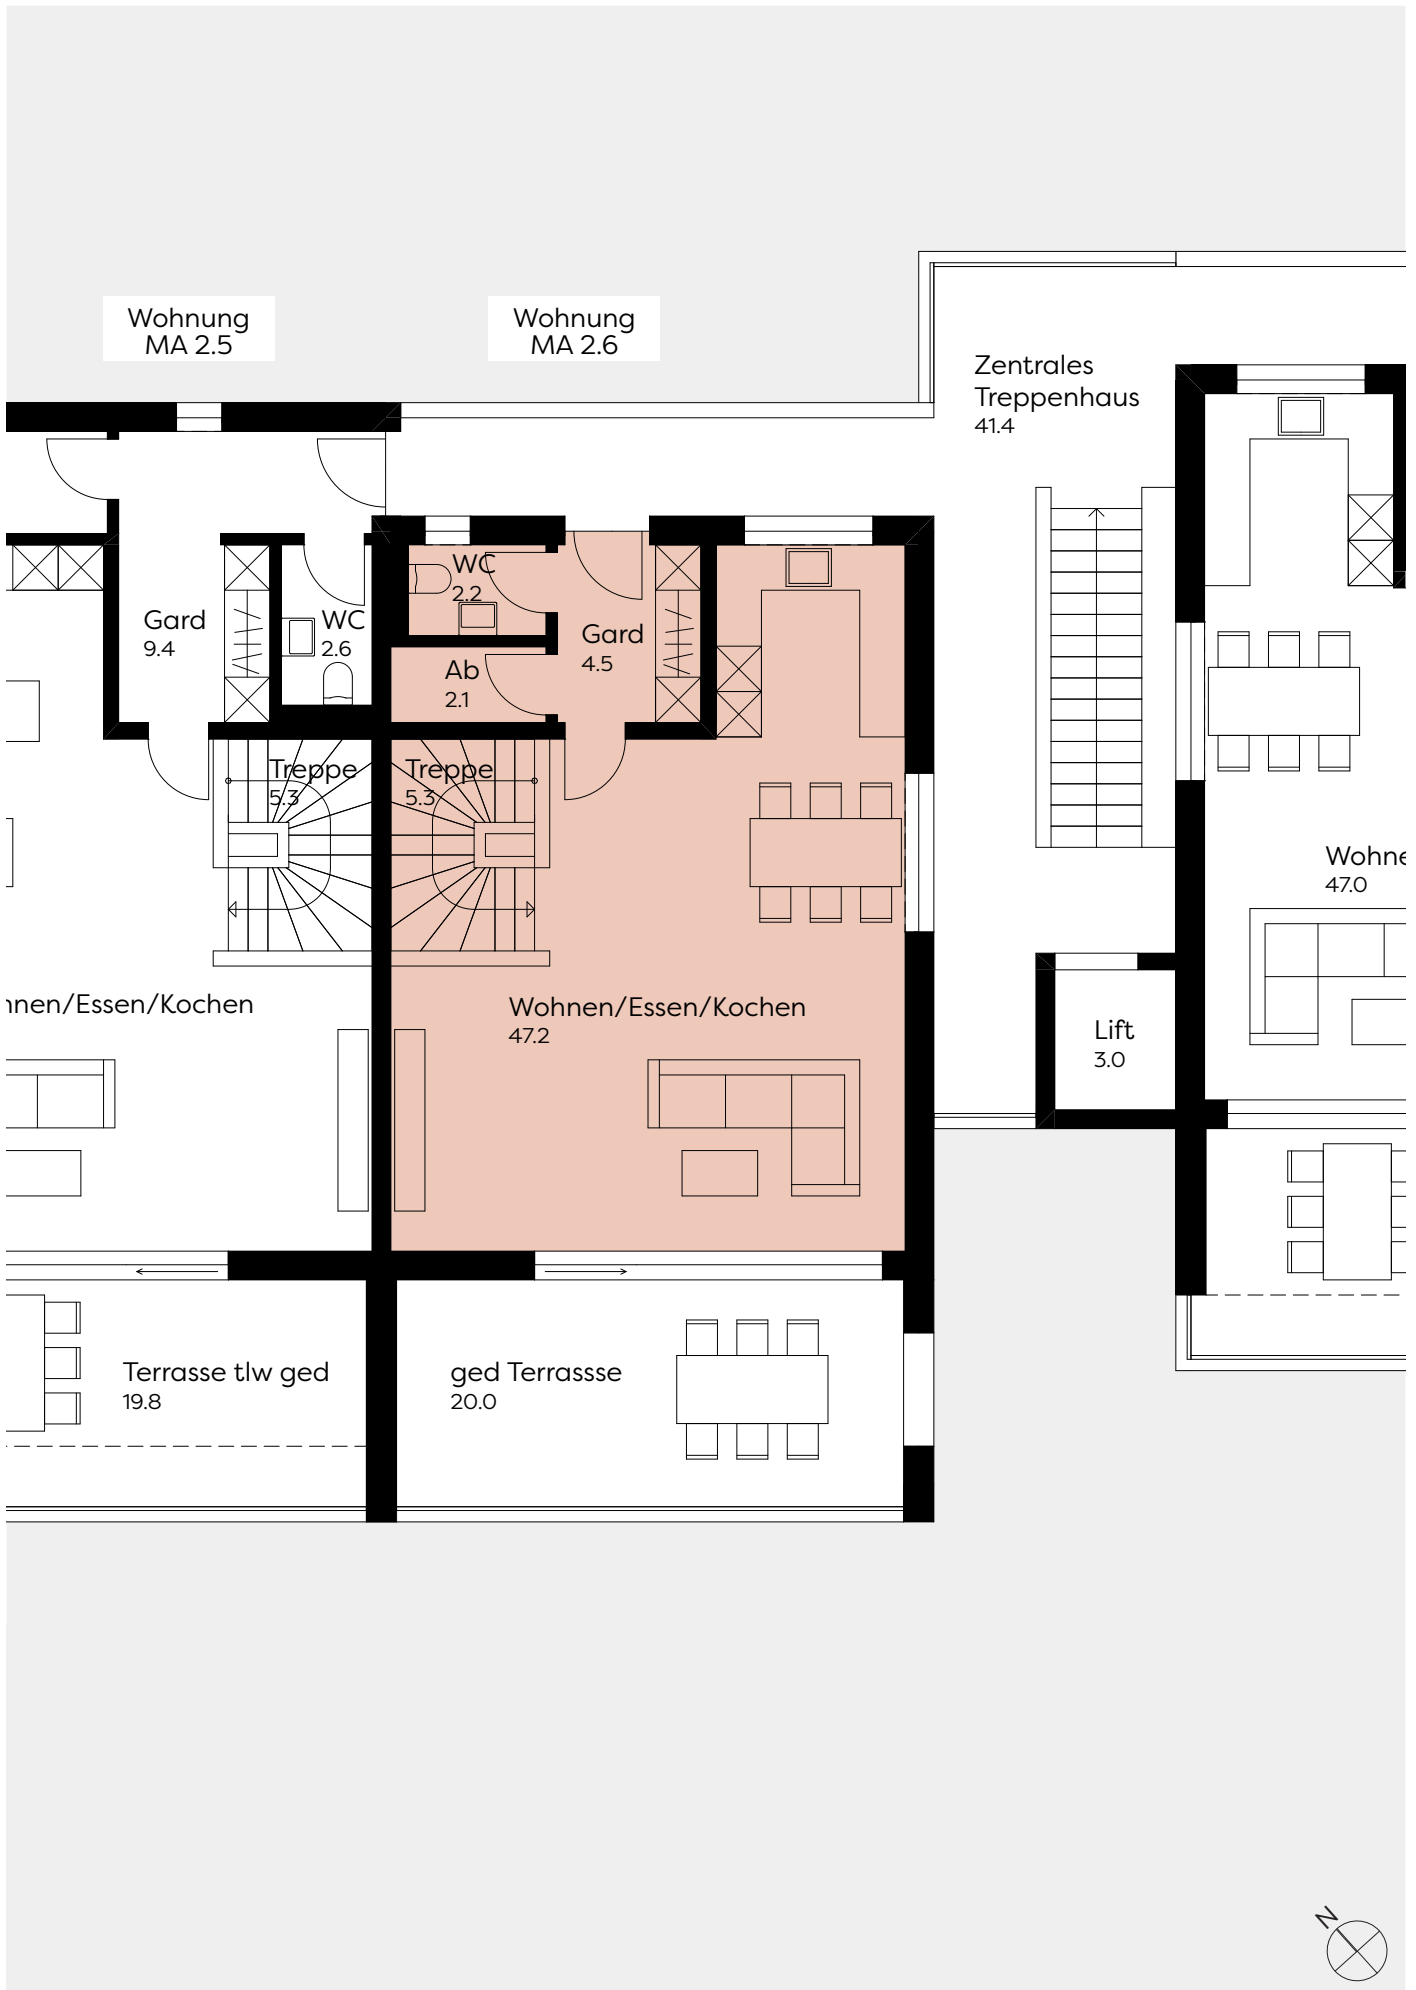 Wohnung
MA 2.5
Wohnung
MA 2.6
Zentrales
Treppenhaus
41.4
WC
2.2
Gard
9.4
WC
2.6
Gard
4.5
Ab
2.1
Treppe
5.3
Treppe
5.3
Wohne
47.0
nnen/Essen/Kochen
Wohnen/Essen/Kochen
47.2
Lift
3.0
Terrasse tlw ged
19.8
ged Terrassse
20.0
N